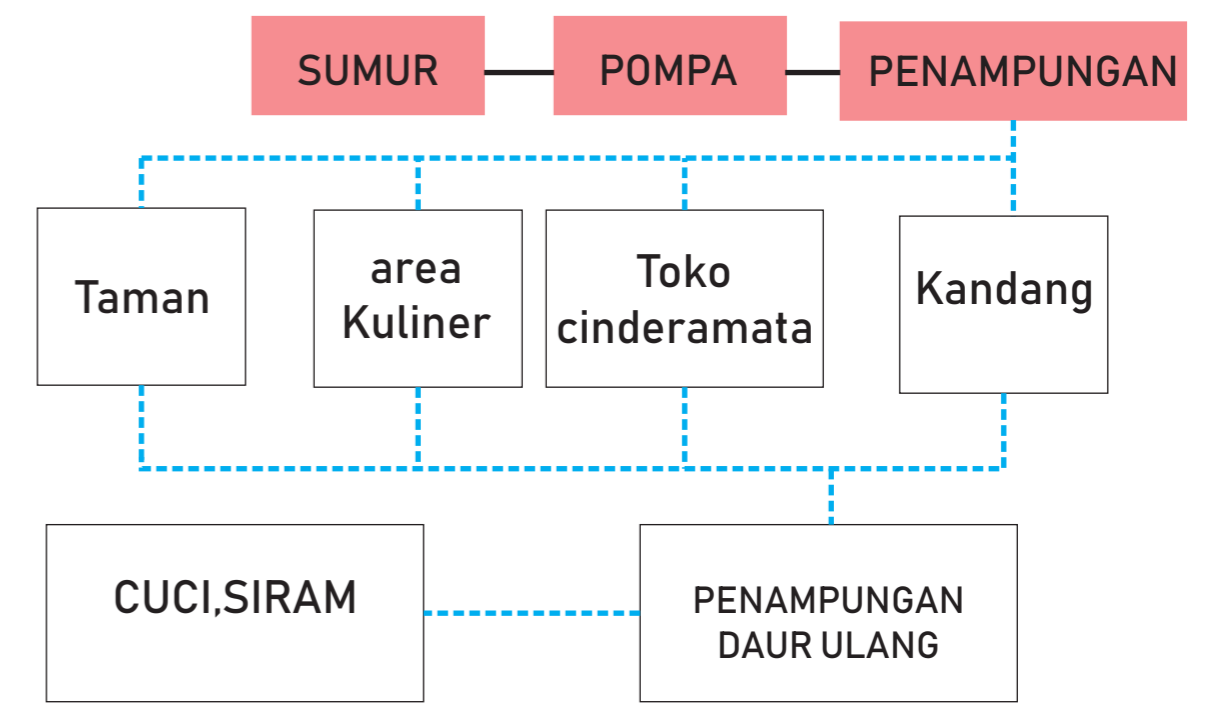 SUMUR
POMPA
PENAMPUNGAN
Taman
area
Kuliner
Toko
cinderamata
Kandang
CUCI,SIRAM
PENAMPUNGAN
DAUR ULANG